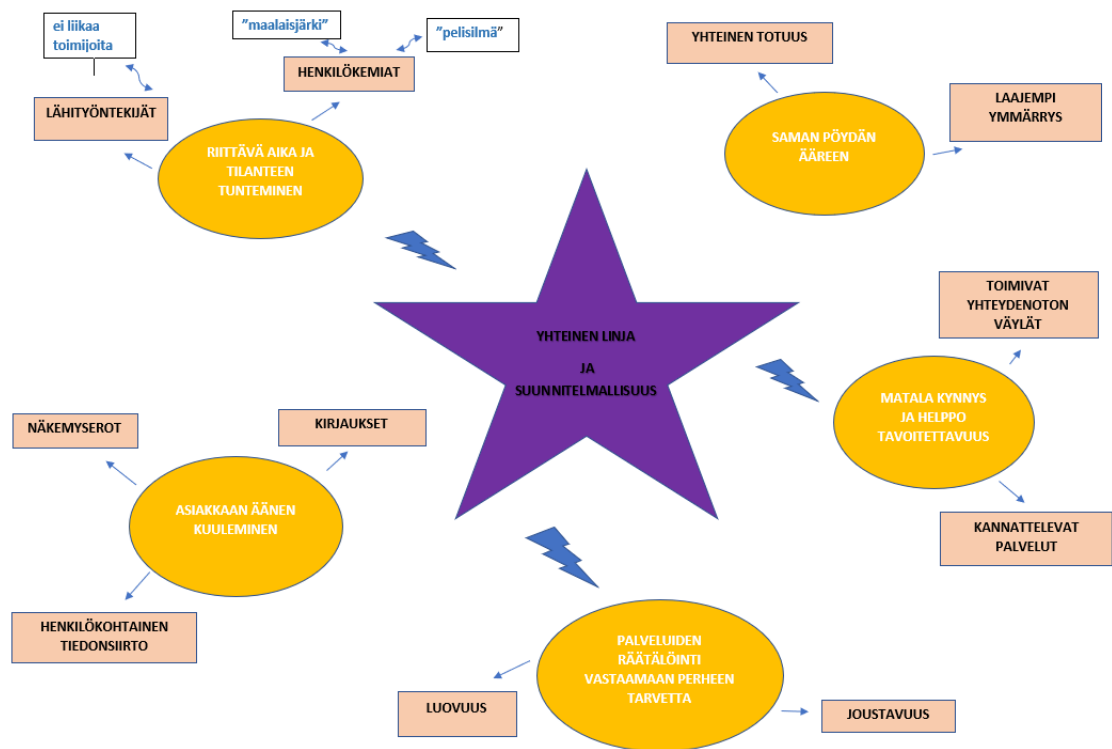 ei liikaa
toimijoita
"maalaisjärki"
"pelisilmä"
HENKILÖKEMIAT
LÄHITYÖNTEKIJÄT
RIITTÄVÄ AIKA JA
TILANTEEN
TUNTEMINEN
YHTEINEN TOTUUS
LAAJEMPI
YMMÄRRYS
SAMAN PÖYDÄN
ÄÄREEN
YHTEINEN LINJA
JA
SUUNNITELMALLISUUS
TOIMIVAT
YHTEYDENOTON
VÄYLÄT
MATALA KYNNYS
JA HELPPO
TAVOITETTAVUUS
KANNATTELEVAT
PALVELUT
NÄKEMYSEROT
KIRJAUKSET
ASIAKKAAN ÄÄNEN
KUULEMINEN
HENKILÖKOHTAINEN
TIEDONSIIRTO
PALVELUIDEN
RÄÄTÄLÖINTI
VASTAAMAAN PERHEEN
TARVETTA
LUOVUUS
JOUSTAVUUS